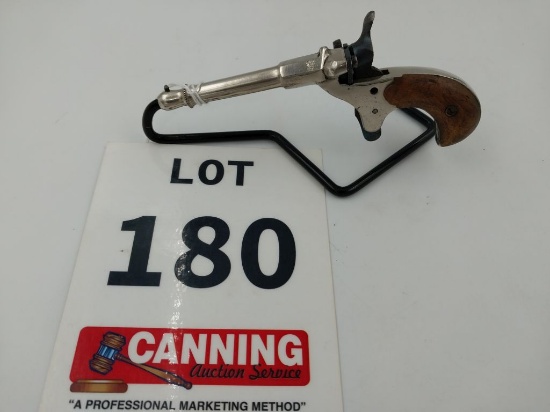 LOT
180
CANNING
Auction Service
"A PROFESSIONAL MARKETING METHOD"